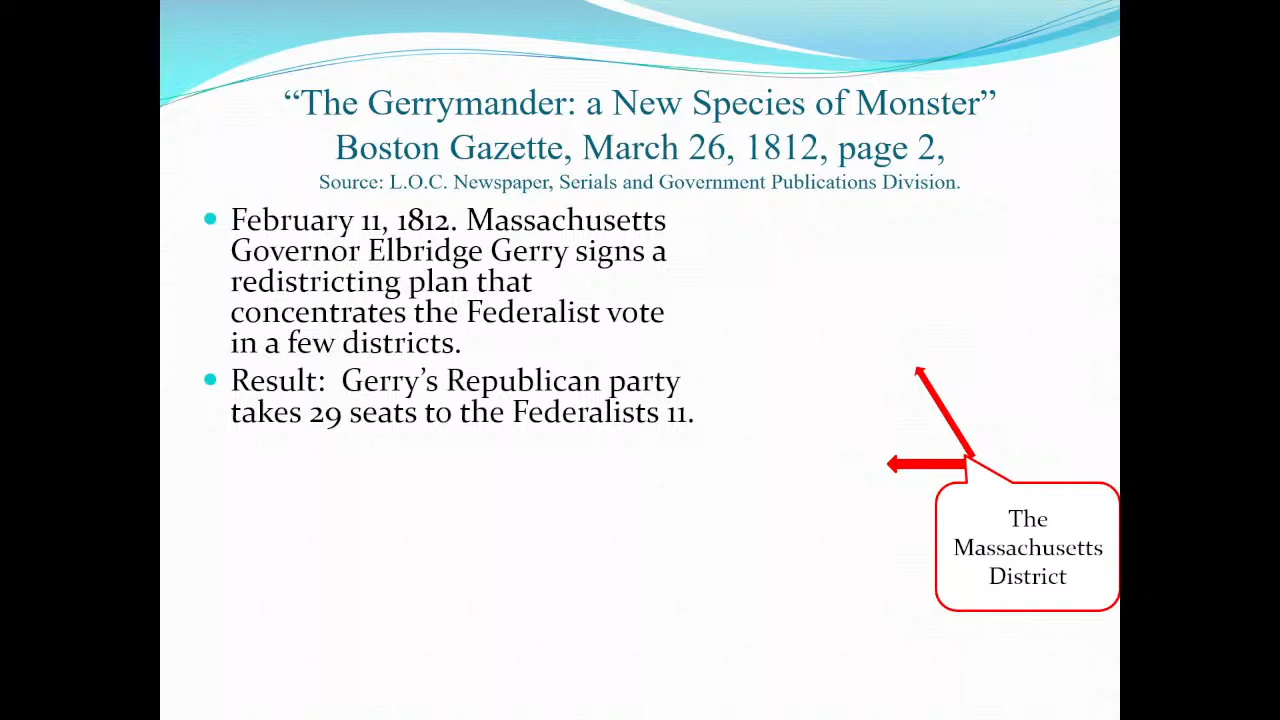 “The Gerrymander: a New Species of Monster”
Boston Gazette, March 26, 1812, page 2,
Source: L.O.C. Newspaper, Serials and Government Publications Division.
February 11, 1812. Massachusetts
Governor Elbridge Gerry signs a
redistricting plan that
concentrates the Federalist vote
in a few districts.
Result:  Gerry’s Republican party
takes 29 seats to the Federalists 11.
The
Massachusetts
District